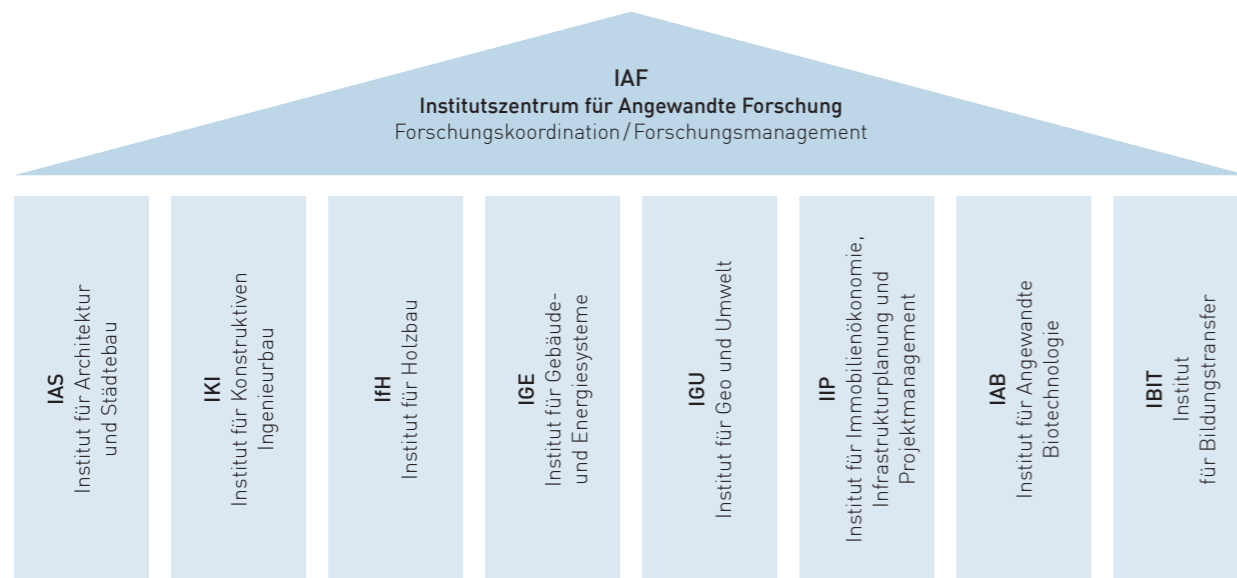 IAF
Institutszentrum für Angewandte Forschung
Forschungskoordination/Forschungsmanagement
IAS
Institut für Architektur
und Städtebau
IKI
Institut für Konstruktiven
Ingenieurbau
IfH
Institut für Holzbau
IGE
Institut für Gebäude-
und Energiesysteme
IGU
Institut für Geo und Umwelt
IIP
Institut für Immobilienökonomie,
Infrastrukturplanung und
Projektmanagement
IAB
Institut für Angewandte
Biotechnologie
IBIT
Institut
für Bildungstransfer